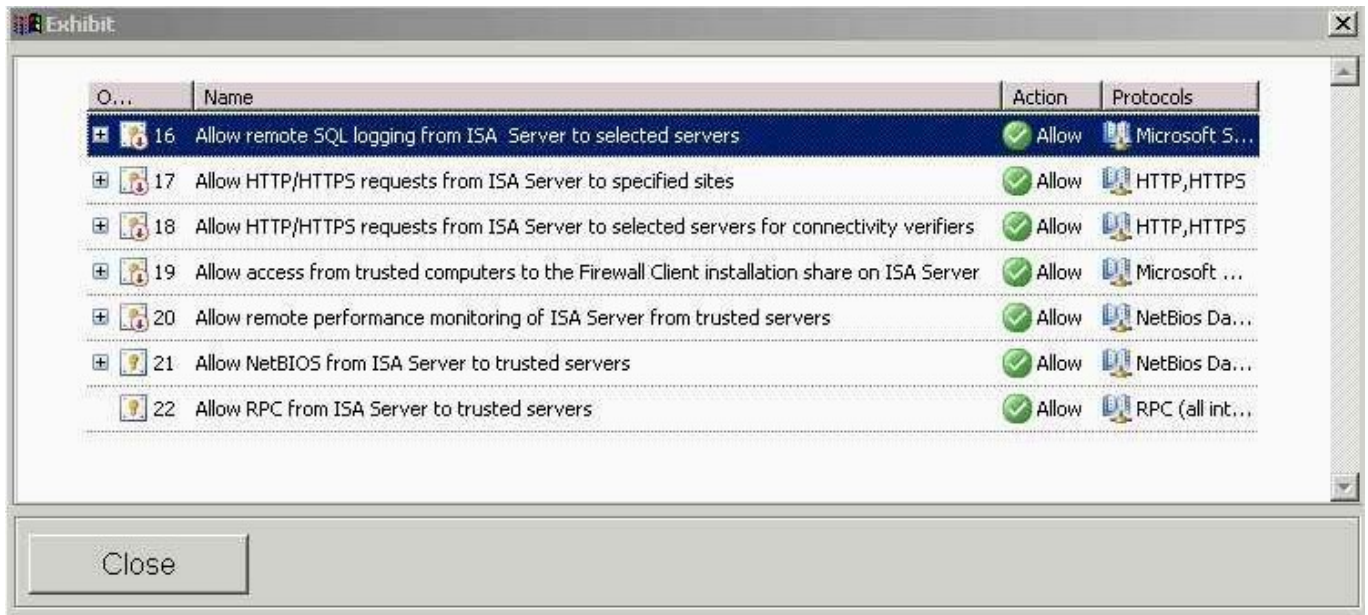 Exhibit
O... Name Action Protocols
16 Allow remote SQL logging from ISA Server to selected servers Allow Microsoft S...
17 Allow HTTP/HTTPS requests from ISA Server to specified sites Allow HTTP,HTTPS
18 Allow HTTP/HTTPS requests from ISA Server to selected servers for connectivity verifiers Allow HTTP,HTTPS
19 Allow access from trusted computers to the Firewall Client installation share on ISA Server Allow Microsoft ...
20 Allow remote performance monitoring of ISA Server from trusted servers Allow NetBios Da...
21 Allow NetBIOS from ISA Server to trusted servers Allow NetBios Da...
22 Allow RPC from ISA Server to trusted servers Allow RPC (all int...
Close